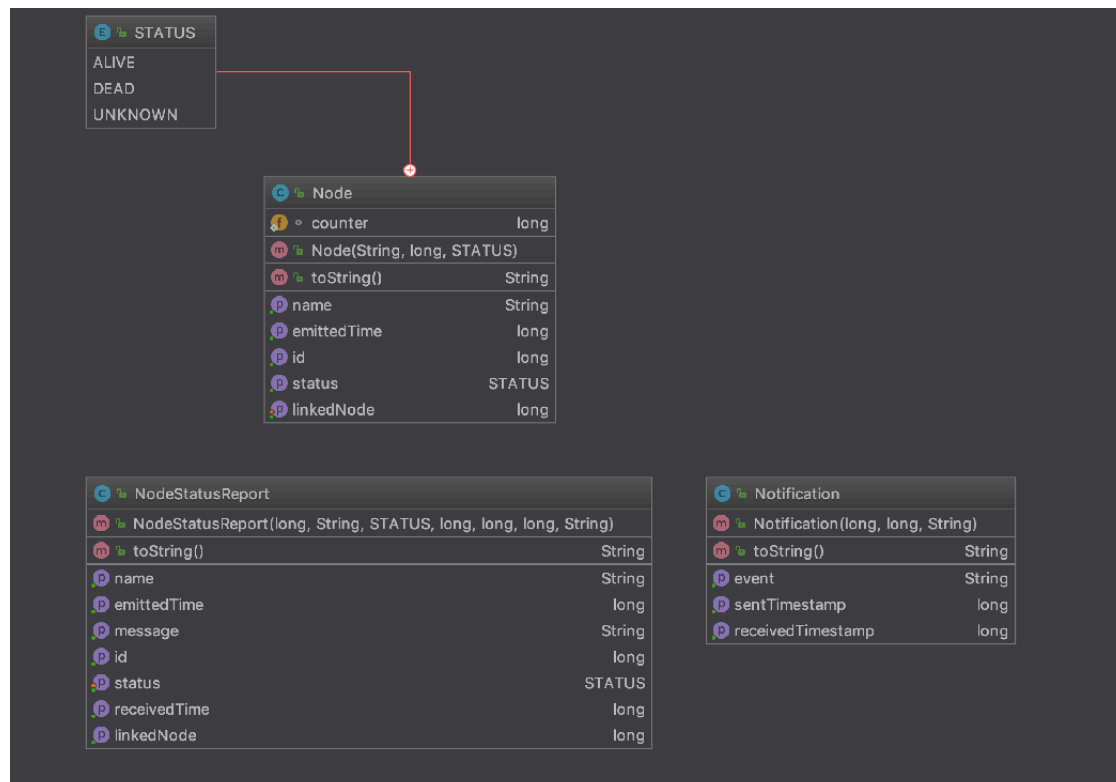 STATUS
ALIVE
DEAD
UNKNOWN
Node
counter long
Node(String, long, STATUS)
toString() String
name String
emittedTime long
id long
status STATUS
linkedNode long
NodeStatusReport
NodeStatusReport(long, String, STATUS, long, long, long, String)
toString() String
name String
emittedTime long
message String
id long
status STATUS
receivedTime long
linkedNode long
Notification
Notification(long, long, String)
toString() String
event String
sentTimestamp long
receivedTimestamp long